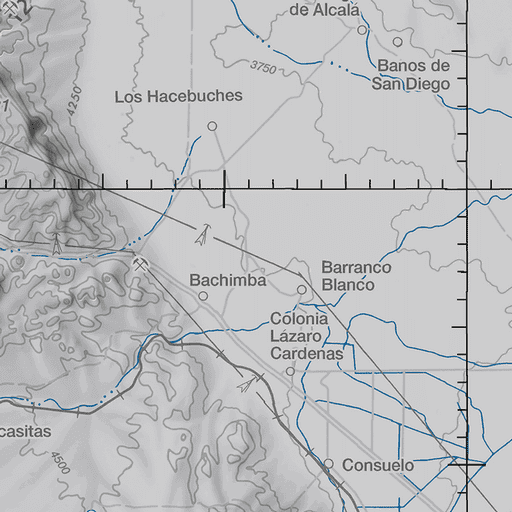 de Alcala
Banos de
San Diego
3750
Los Hacebuches
4250
Barranco
Blanco
Bachimba
Colonia
Lázaro
Cardenas
casitas
4500
Consuelo